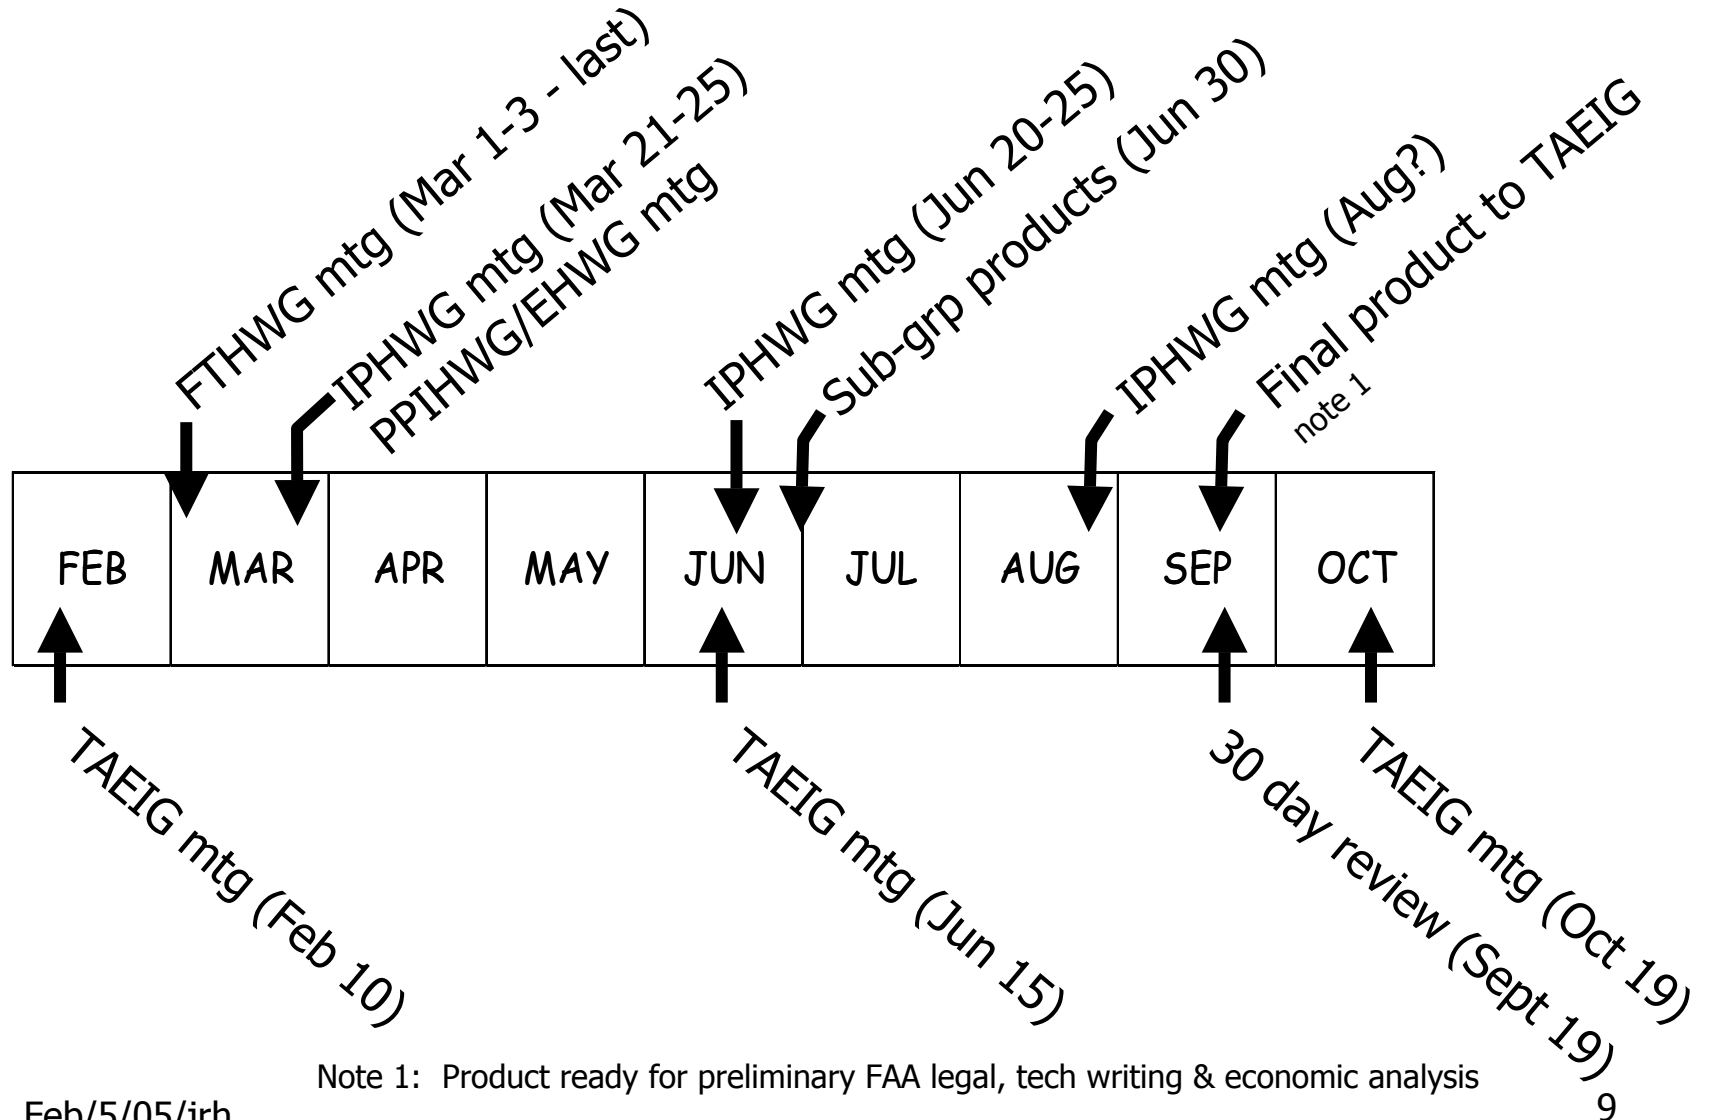 FTHWG mtg (Mar 1-3 - last)
IPHWG mtg (Mar 21-25)
PPIHWG/EHWG mtg
IPHWG mtg (Jun 20-25)
Sub-grp products (Jun 30)
IPHWG mtg (Aug?)
Final product to TAEIG
note 1
FEB MAR APR MAY JUN JUL AUG SEP OCT
TAEIG mtg (Feb 10)
TAEIG mtg (Jun 15)
30 day review (Sept 19)
TAEIG mtg (Oct 19)
Note 1: Product ready for preliminary FAA legal, tech writing & economic analysis
Feb/5/05/jrh
9